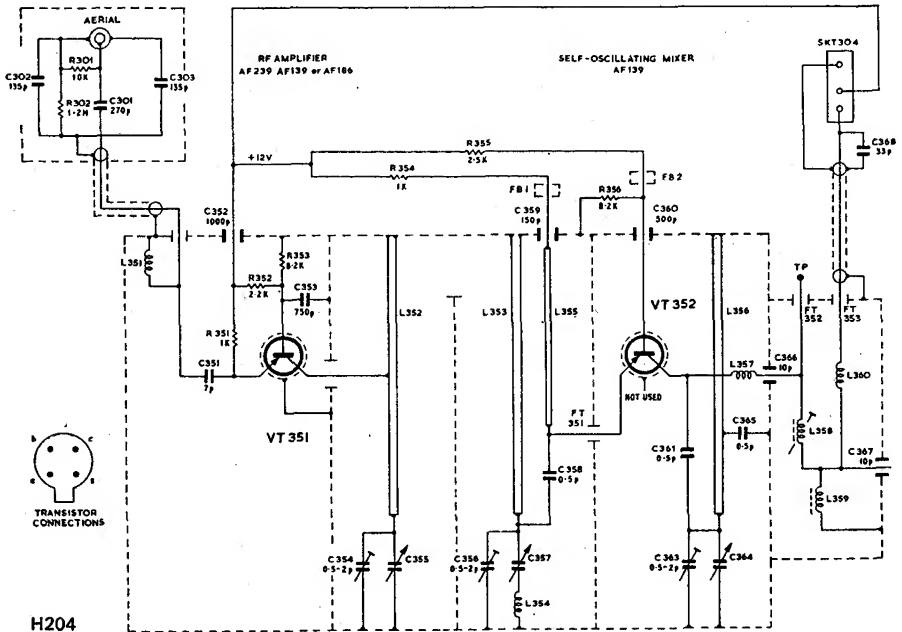 AERIAL
C302
135p
R301
10K
R302
1·2M
C301
270p
C303
135p
RF AMPLIFIER
AF239 AF139 or AF186
SELF-OSCILLATING MIXER
AF139
SKT304
C368
33p
+12V
R355
2·5K
R354
1K
FB1
R356
8·2K
FB2
C352
1000p
C359
150p
C360
500p
L351
R353
8·2K
R352
2·2K
C353
750p
L352
L353
L355
VT352
L356
TP
FT
352
FT
353
R351
1K
C351
7p
VT351
FT
351
NOT USED
L357
C366
10p
L360
L358
C365
0·5p
C361
0·5p
C358
0·5p
C367
10p
L359
b
c
e
s
TRANSISTOR
CONNECTIONS
C354
0·5-2p
C355
C356
0·5-2p
C357
L354
C363
0·5-2p
C364
H204